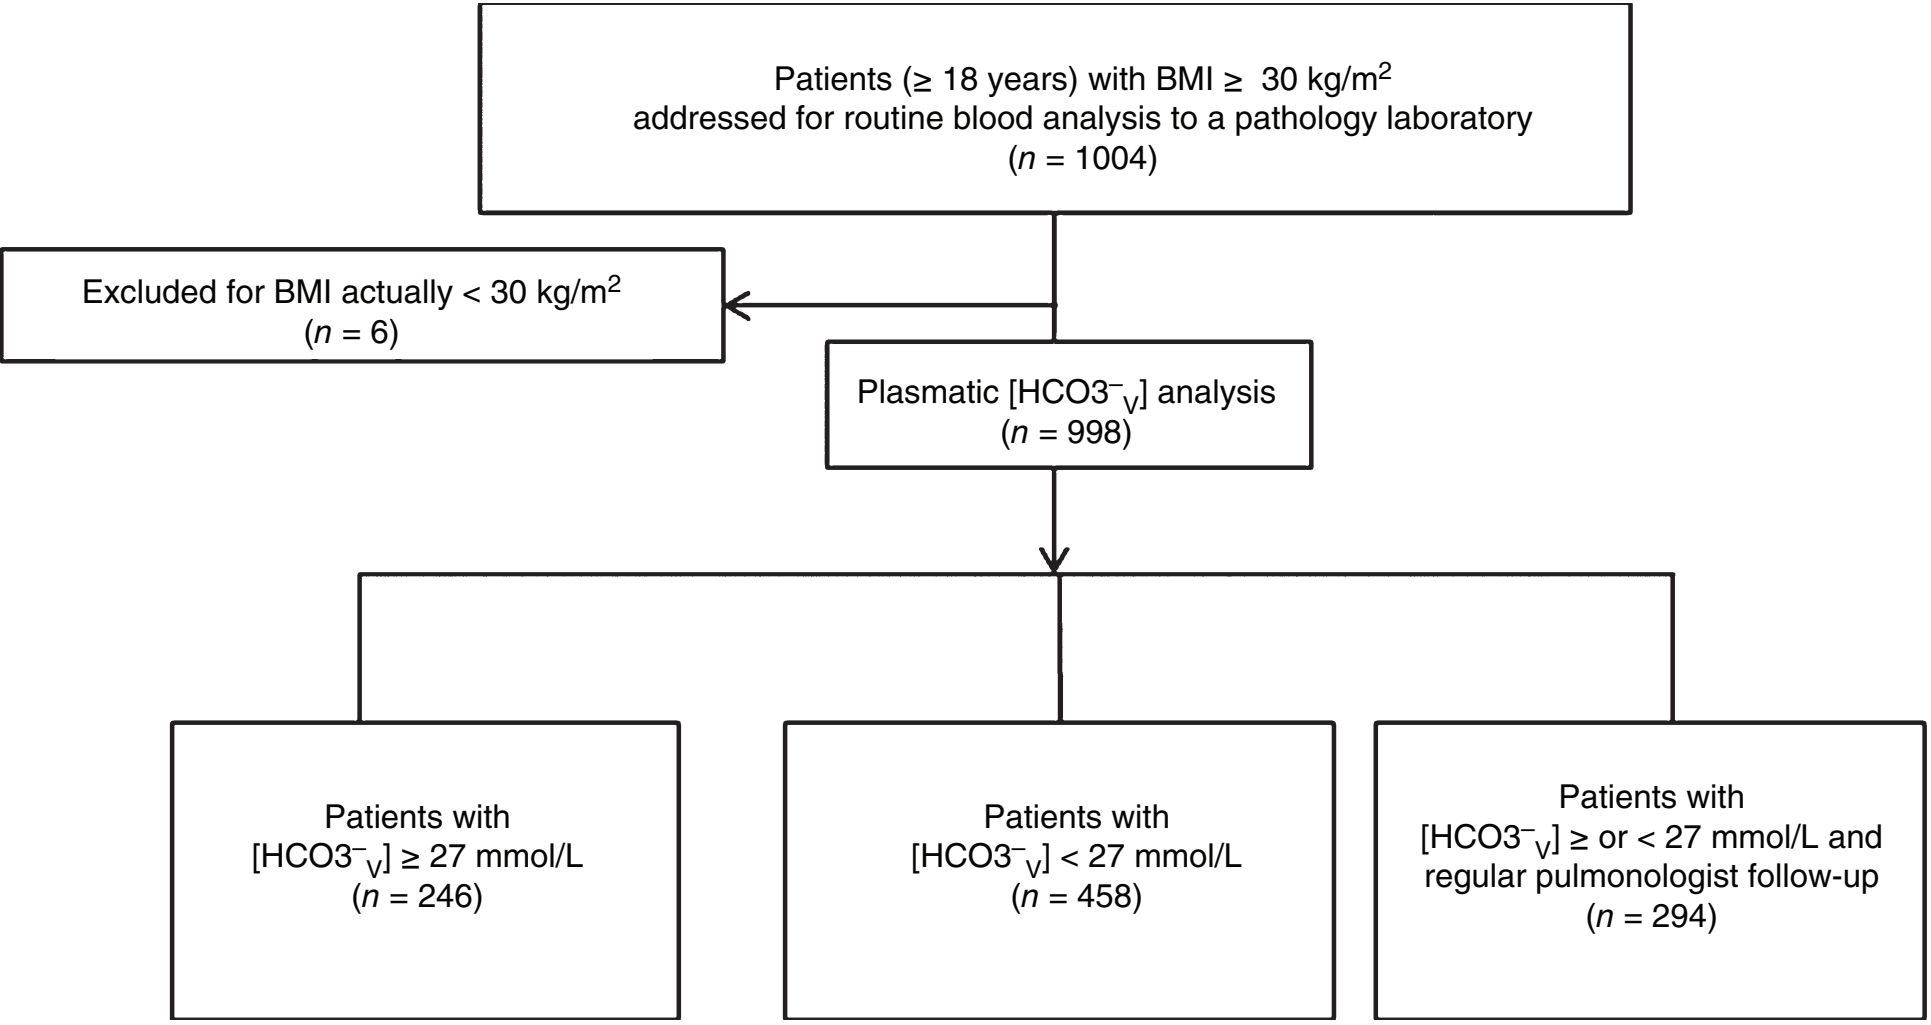 Patients (≥ 18 years) with BMI ≥ 30 kg/m²
addressed for routine blood analysis to a pathology laboratory
(n = 1004)
Excluded for BMI actually < 30 kg/m²
(n = 6)
Plasmatic [HCO3⁻ᵥ] analysis
(n = 998)
Patients with
[HCO3⁻ᵥ] ≥ 27 mmol/L
(n = 246)
Patients with
[HCO3⁻ᵥ] < 27 mmol/L
(n = 458)
Patients with
[HCO3⁻ᵥ] ≥ or < 27 mmol/L and
regular pulmonologist follow-up
(n = 294)